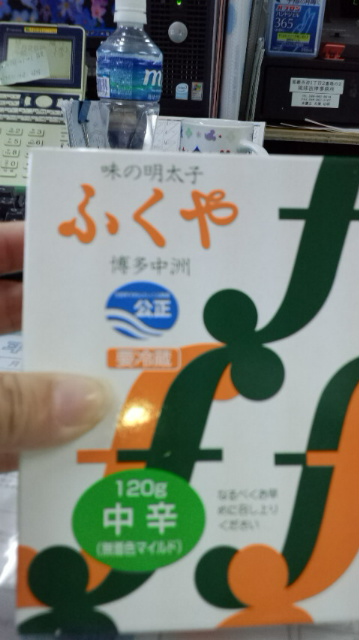 味の明太子
ふくや
博多中洲
公正
要冷蔵
120g
中辛
(無着色マイルド)
なるべくお早
めに召し上り
ください
365
m